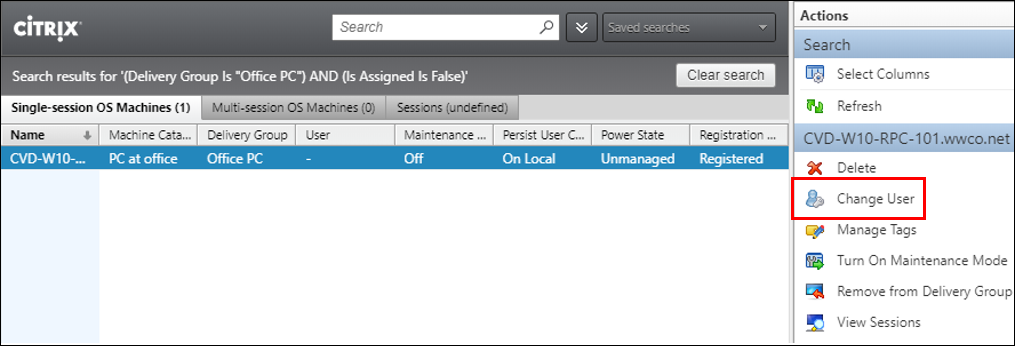 CİTRIX
Search
Saved searches
Search results for '(Delivery Group Is "Office PC") AND (Is Assigned Is False)'
Clear search
Single-session OS Machines (1) Multi-session OS Machines (0) Sessions (undefined)
Name Machine Cata... Delivery Group User Maintenance ... Persist User C... Power State Registration ...
CVD-W10-... PC at office Office PC - Off On Local Unmanaged Registered
Actions
Search
Select Columns
Refresh
CVD-W10-RPC-101.wwco.net
Delete
Change User
Manage Tags
Turn On Maintenance Mode
Remove from Delivery Group
View Sessions